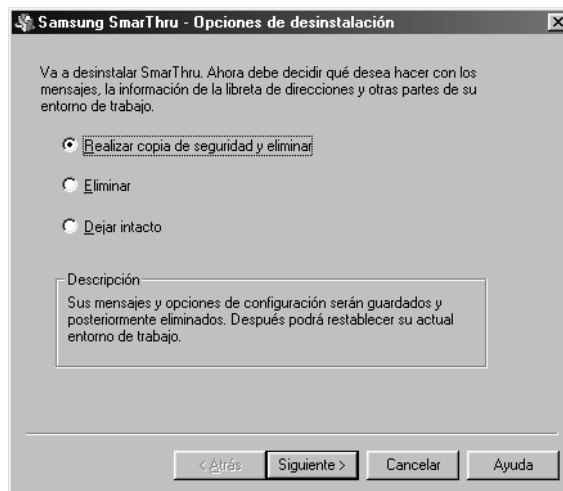 Samsung SmarThru - Opciones de desinstalación
Va a desinstalar SmarThru. Ahora debe decidir qué desea hacer con los
mensajes, la información de la libreta de direcciones y otras partes de su
entorno de trabajo.
Realizar copia de seguridad y eliminar
Eliminar
Dejar intacto
Descripción
Sus mensajes y opciones de configuración serán guardados y
posteriormente eliminados. Después podrá restablecer su actual
entorno de trabajo.
< Atrás
Siguiente >
Cancelar
Ayuda